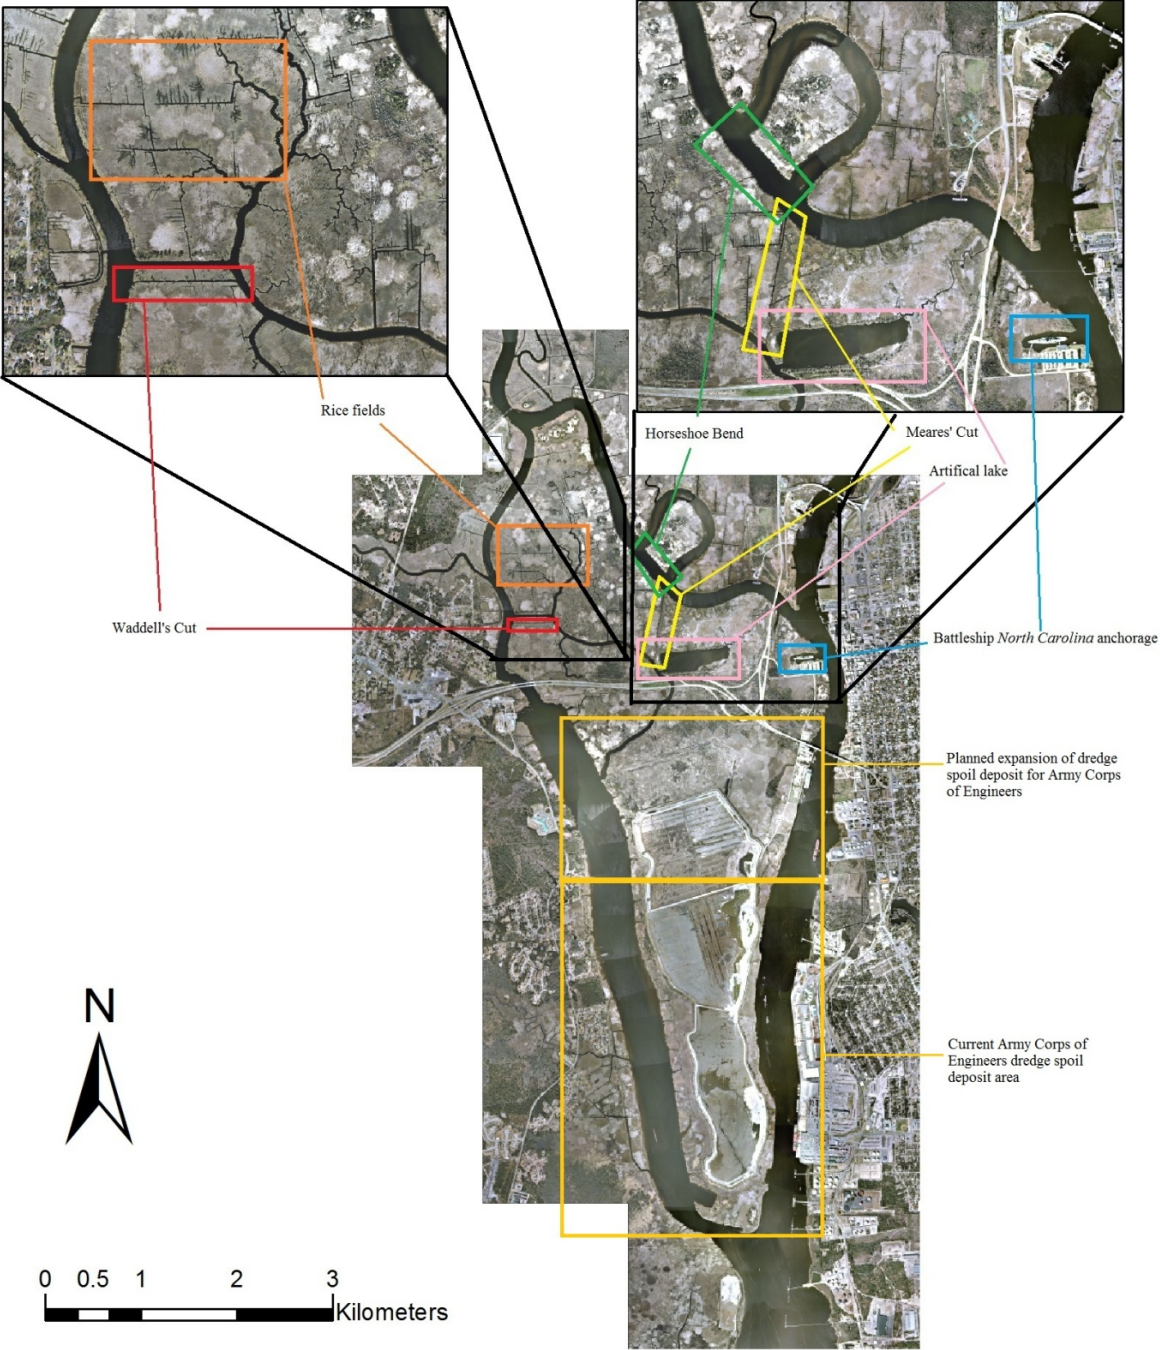 Rice fields
Horseshoe Bend
Meares' Cut
Artifical lake
Waddell's Cut
Battleship North Carolina anchorage
Planned expansion of dredge
spoil deposit for Army Corps
of Engineers
Current Army Corps of
Engineers dredge spoil
deposit area
N
0 0.5 1 2 3
Kilometers